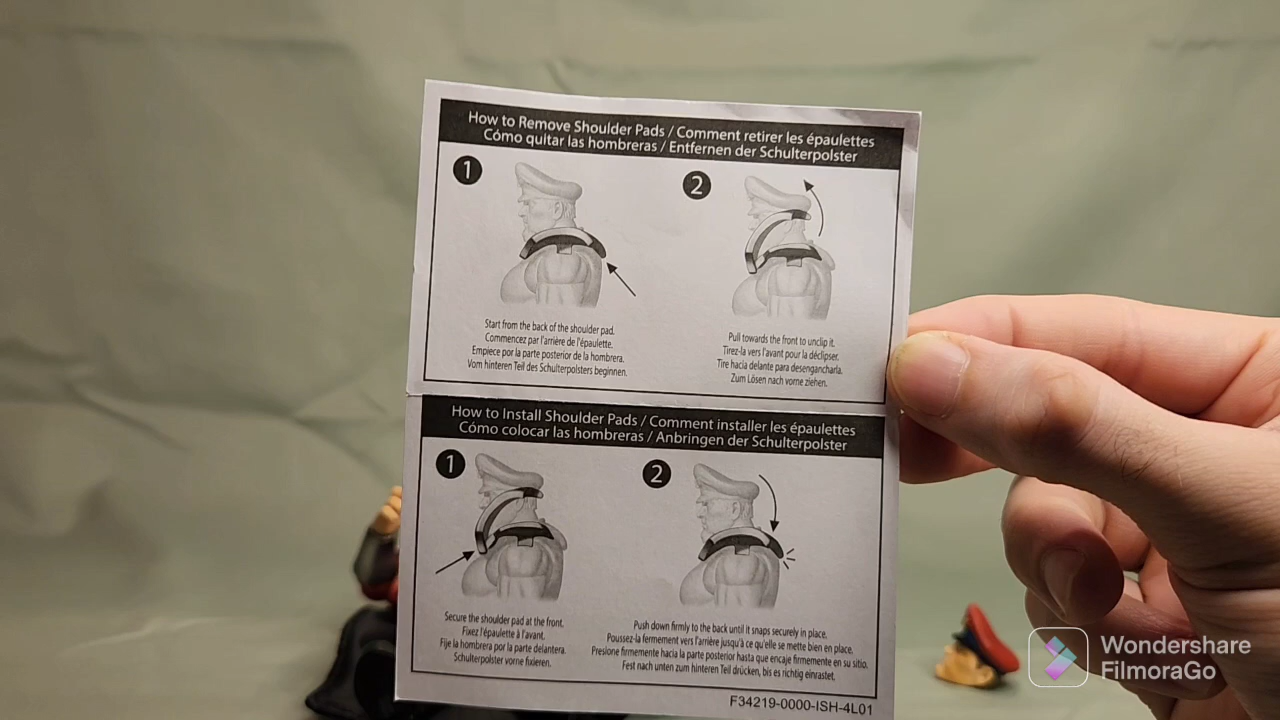 How to Remove Shoulder Pads / Comment retirer les épaulettes
Cómo quitar las hombreras / Entfernen der Schulterpolster
1
2
Start from the back of the shoulder pad.
Commencez par l'arrière de l'épaulette.
Empiece por la parte posterior de la hombrera.
Vom hinteren Teil des Schulterpolsters beginnen.
Pull towards the front to unclip it.
Tirez-la vers l'avant pour la déclipser.
Tire hacia delante para desengancharla.
Zum Lösen nach vorne ziehen.
How to Install Shoulder Pads / Comment installer les épaulettes
Cómo colocar las hombreras / Anbringen der Schulterpolster
1
2
Secure the shoulder pad at the front.
Fixez l'épaulette à l'avant.
Fije la hombrera por la parte delantera.
Schulterpolster vorne fixieren.
Push down firmly to the back until it snaps securely in place.
Poussez-la fermement vers l'arrière jusqu'à ce qu'elle se mette bien en place.
Presione firmemente hacia la parte posterior hasta que encaje firmemente en su sitio.
Fest nach unten zum hinteren Teil drücken, bis es richtig einrastet.
F34219-0000-ISH-4L01
Wondershare
FilmoraGo